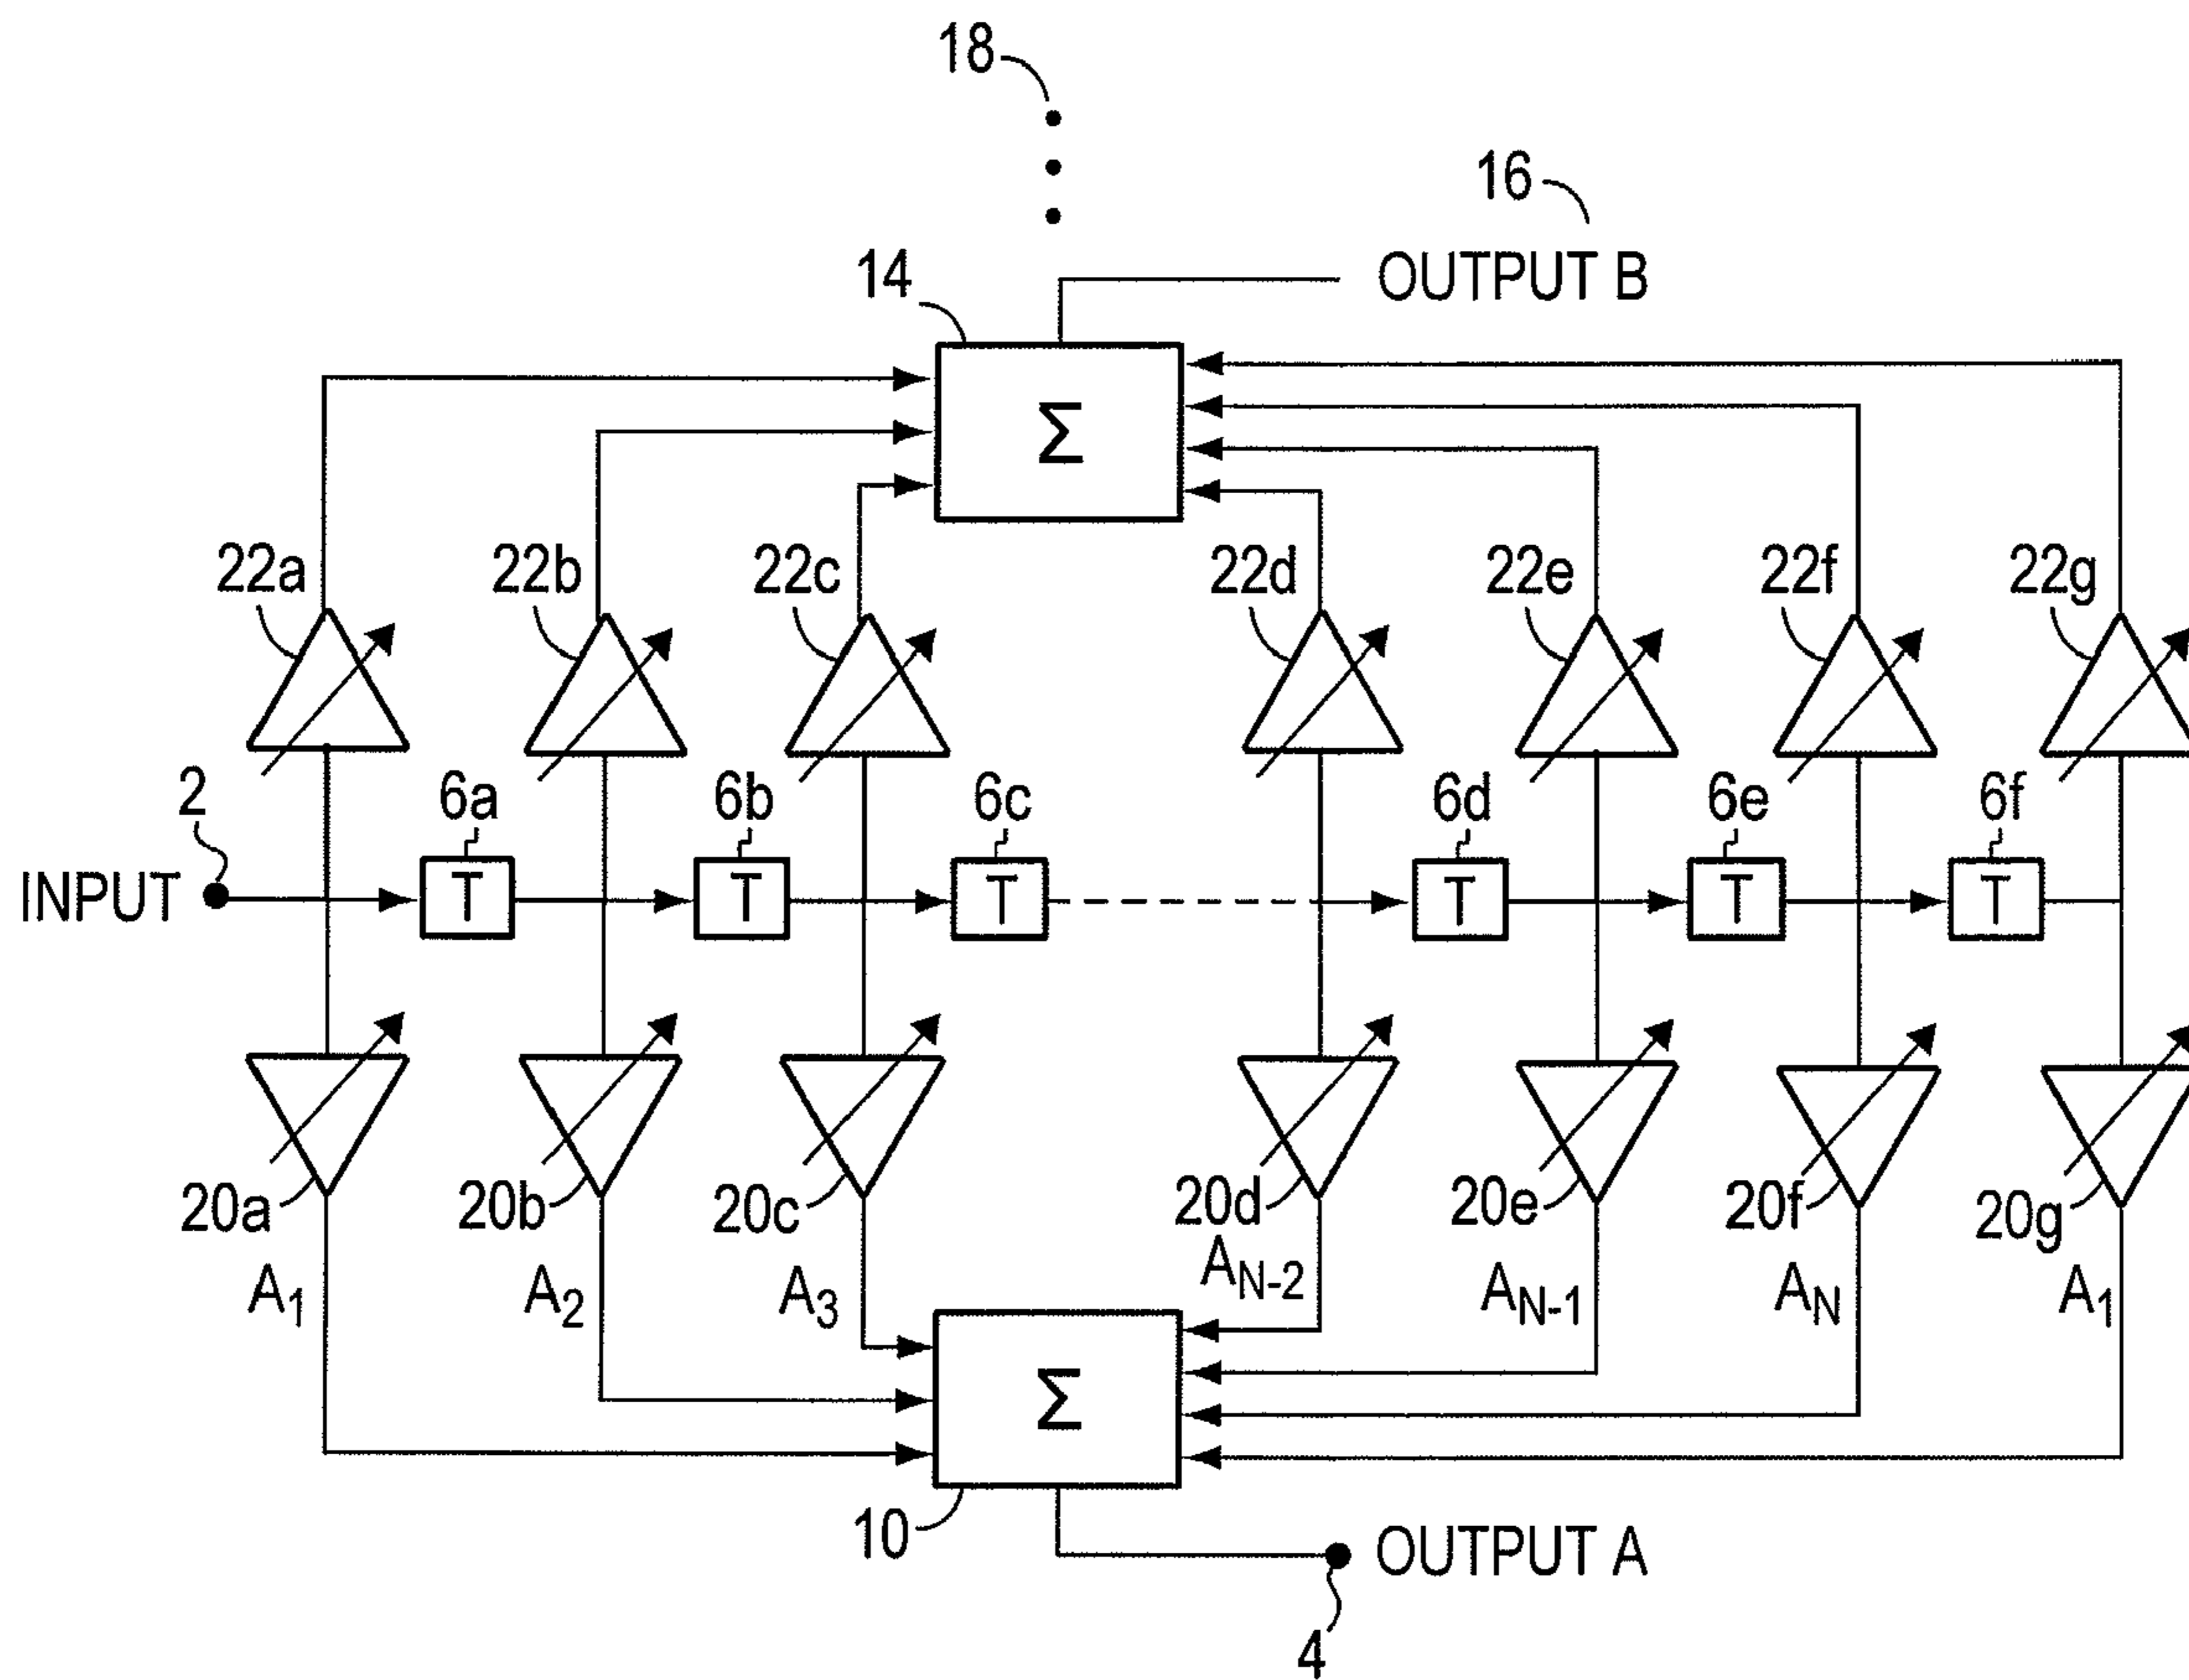 18
16
14
OUTPUT B
Σ
22a
22b
22c
22d
22e
22f
22g
2
6a
6b
6c
6d
6e
6f
INPUT
T
T
T
T
T
T
20a
20b
20c
20d
20e
20f
20g
A1
A2
A3
AN-2
AN-1
AN
A1
Σ
10
OUTPUT A
4